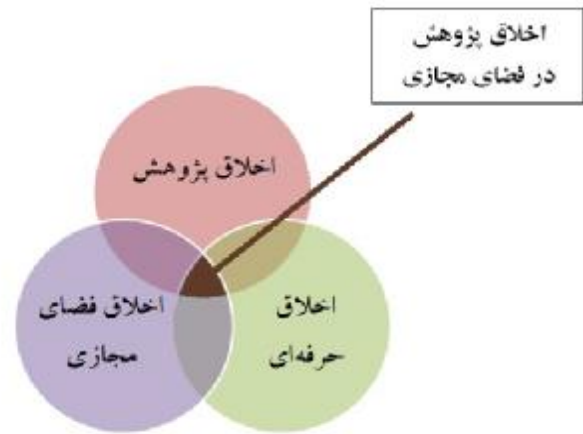 اخلاق پژوهش
در فضای مجازی
اخلاق پژوهش
اخلاق
حرفه‌ای
اخلاق فضای
مجازی